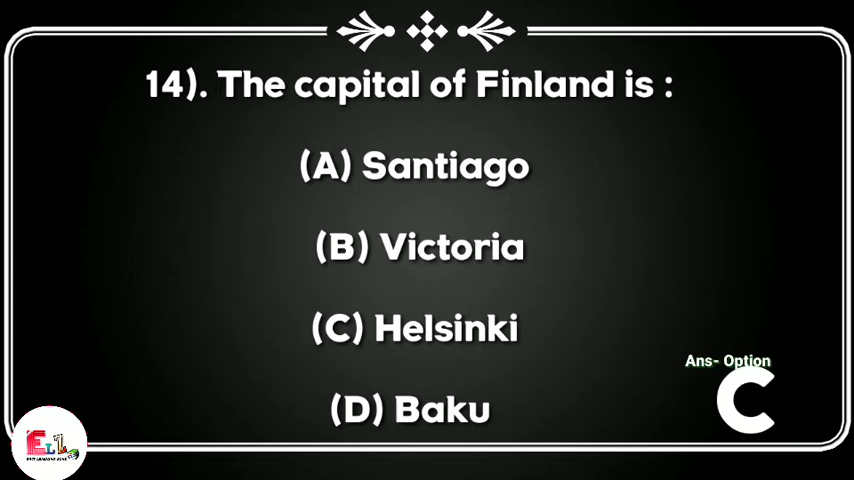 14). The capital of Finland is :
(A) Santiago
(B) Victoria
(C) Helsinki
(D) Baku
Ans- Option
C